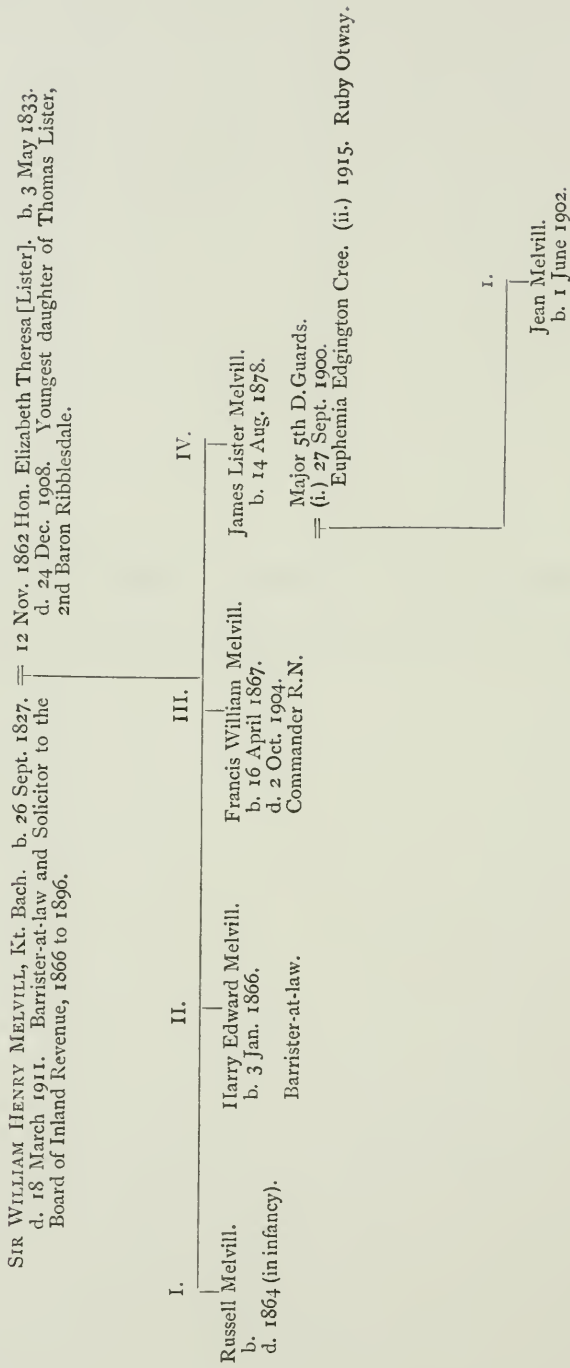 SIR WILLIAM HENRY MELVILL, Kt. Bach. b. 26 Sept. 1827.
d. 18 March 1911. Barrister-at-law and Solicitor to the
Board of Inland Revenue, 1866 to 1896.
= 12 Nov. 1862 Hon. Elizabeth Theresa [Lister]. b. 3 May 1833.
d. 24 Dec. 1908. Youngest daughter of Thomas Lister,
2nd Baron Ribblesdale.
I.
Russell Melvill.
b.
d. 1864 (in infancy).
II.
Harry Edward Melvill.
b. 3 Jan. 1866.
Barrister-at-law.
III.
Francis William Melvill.
b. 16 April 1867.
d. 2 Oct. 1904.
Commander R.N.
IV.
James Lister Melvill.
b. 14 Aug. 1878.
Major 5th D.Guards.
= (i.) 27 Sept. 1900.
Euphemia Edgington Cree. (ii.) 1915. Ruby Otway.
I.
Jean Melvill.
b. 1 June 1902.